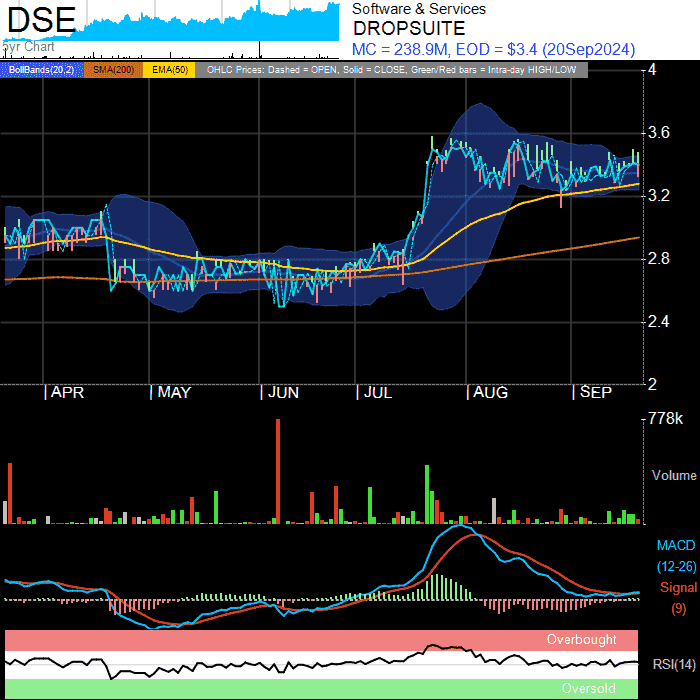 DSE
Software & Services
DROPSUITE
5yr Chart
MC = 238.9M, EOD = $3.4 (20Sep2024)
BollBands(20,2) SMA(200) EMA(50) OHLC Prices: Dashed = OPEN, Solid = CLOSE, Green/Red bars = Intra-day HIGH/LOW
4
3.6
3.2
2.8
2.4
2
APR MAY JUN JUL AUG SEP
778k
Volume
MACD
(12-26)
Signal
(9)
Overbought
RSI(14)
Oversold